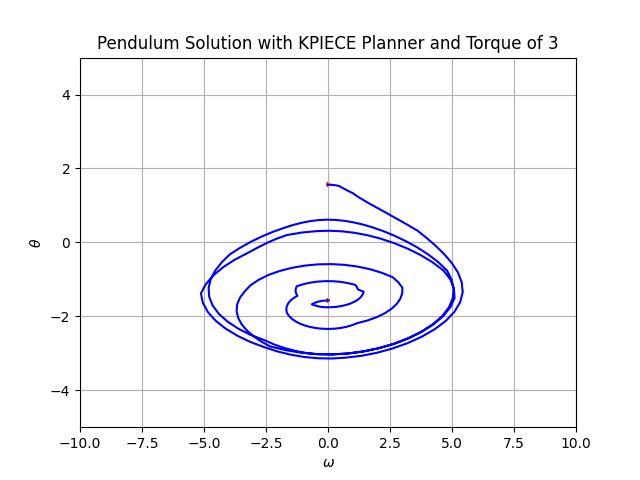 Pendulum Solution with KPIECE Planner and Torque of 3
4
2
0
−2
−4
θ
−10.0 −7.5 −5.0 −2.5 0.0 2.5 5.0 7.5 10.0
ω